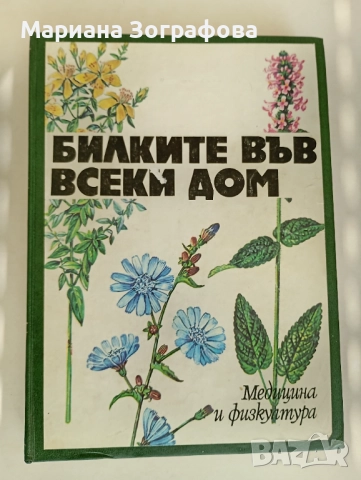 Мариана Зографова
БИЛКИТЕ ВЪВ
ВСЕКИ ДОМ
Медицина
и физкултура
BAZAR